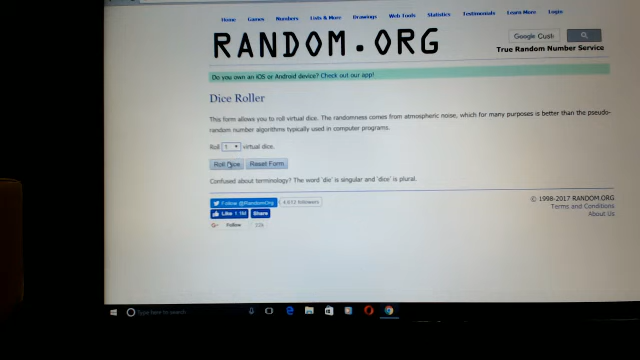 Home Games Numbers Lists & More Drawings Web Tools Statistics Testimonials Learn More Login
RANDOM.ORG
Google Cust
True Random Number Service
Do you own an iOS or Android device? Check out our app!
Dice Roller
This form allows you to roll virtual dice. The randomness comes from atmospheric noise, which for many purposes is better than the pseudo-
random number algorithms typically used in computer programs.
Roll 1 virtual dice.
Roll Dice Reset Form
Confused about terminology? The word 'die' is singular and 'dice' is plural.
Follow @RandomOrg
Like 1.1M Share
G+ Follow
© 1998-2017 RANDOM.ORG
Terms and Conditions
About Us
Type here to search